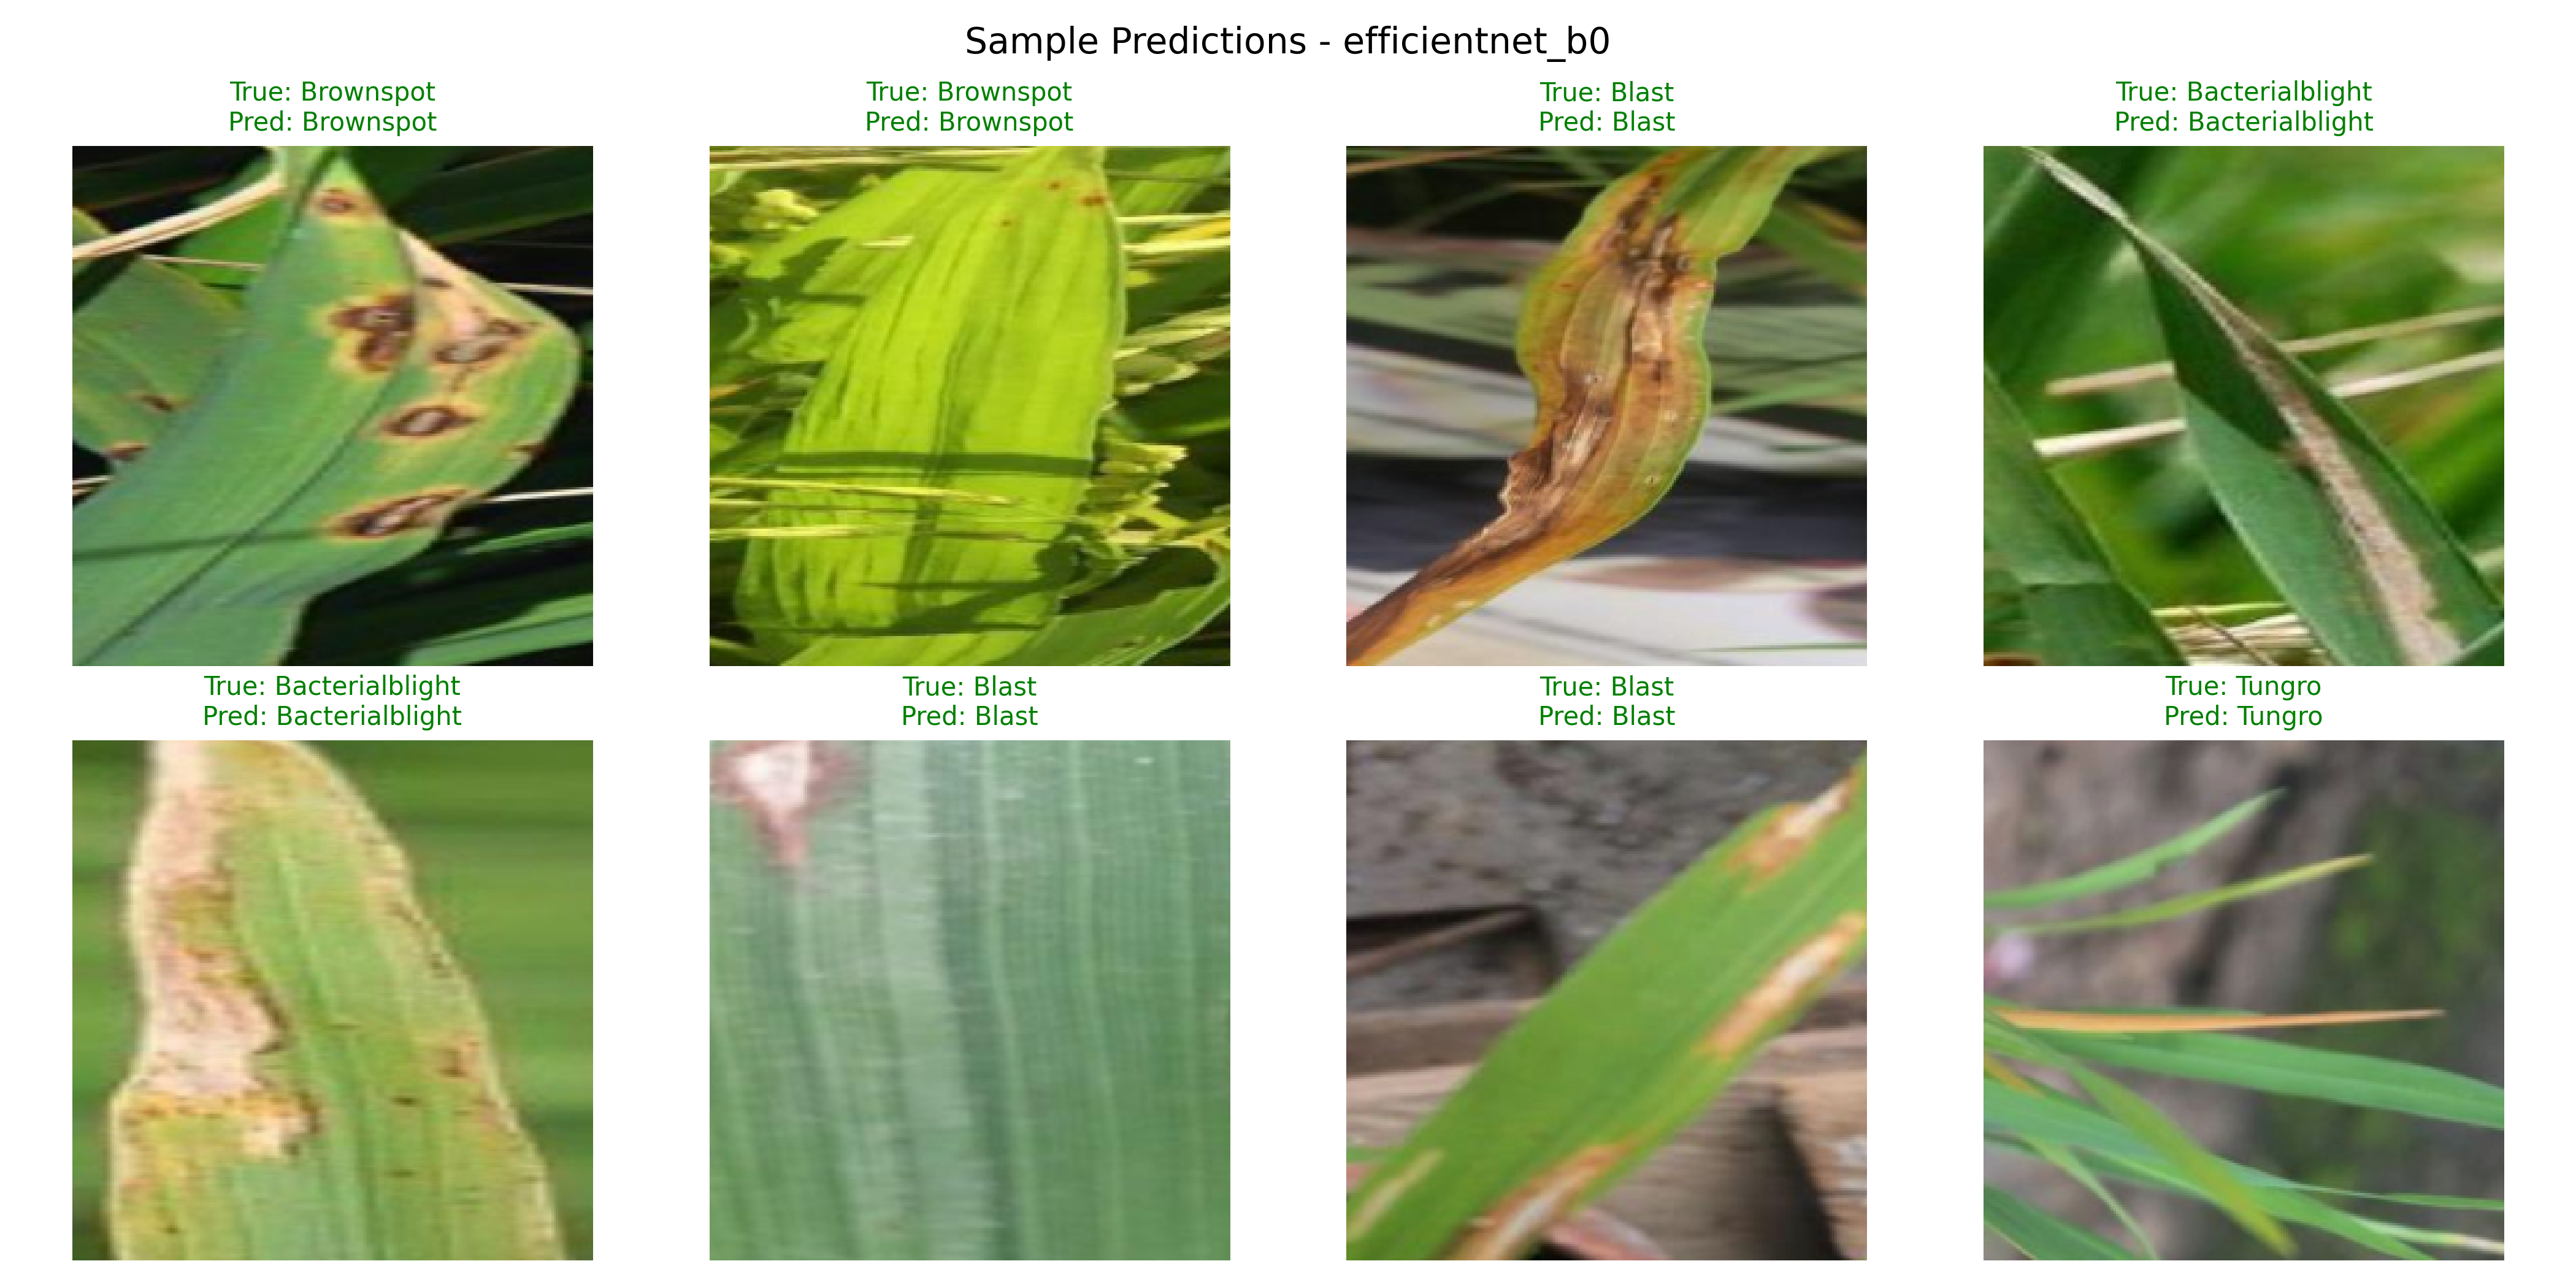 Sample Predictions - efficientnet_b0
True: Brownspot
Pred: Brownspot
True: Brownspot
Pred: Brownspot
True: Blast
Pred: Blast
True: Bacterialblight
Pred: Bacterialblight
True: Bacterialblight
Pred: Bacterialblight
True: Blast
Pred: Blast
True: Blast
Pred: Blast
True: Tungro
Pred: Tungro